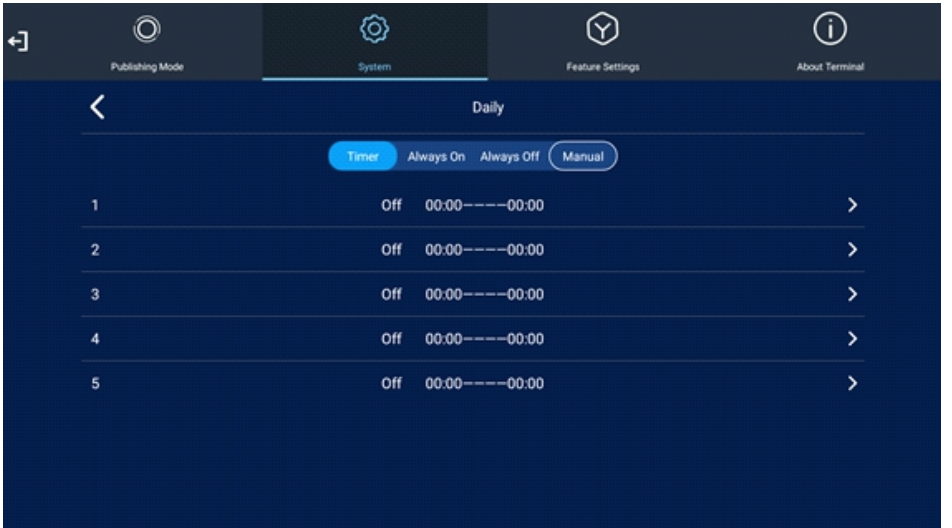 Publishing Mode System Feature Settings About Terminal
Daily
Timer Always On Always Off Manual
1 Off 00:00----00:00
2 Off 00:00----00:00
3 Off 00:00----00:00
4 Off 00:00----00:00
5 Off 00:00----00:00